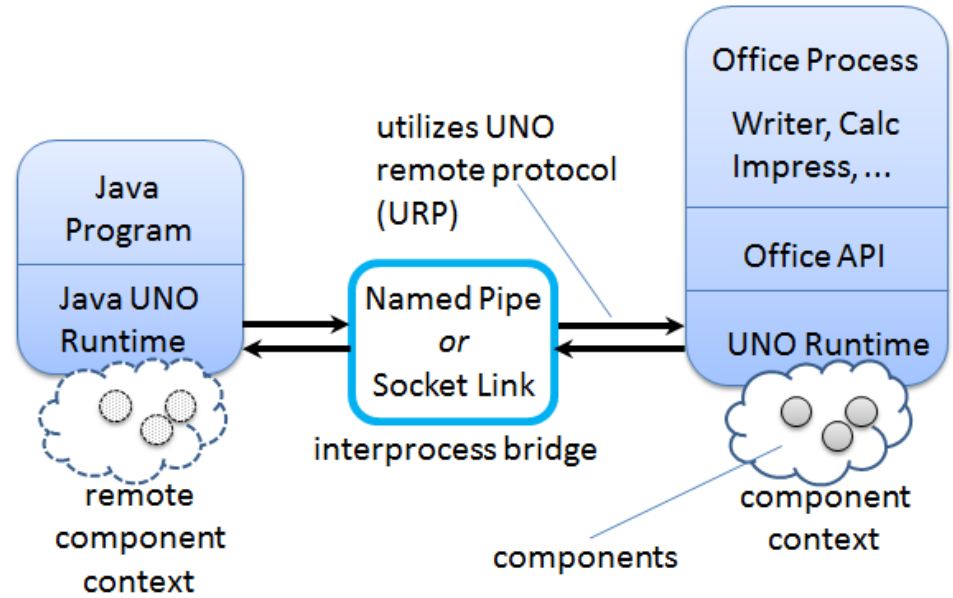 Office Process
Writer, Calc
Impress, ...
Office API
UNO Runtime
utilizes UNO
remote protocol
(URP)
Java
Program
Java UNO
Runtime
Named Pipe
or
Socket Link
interprocess bridge
remote
component
context
components
component
context